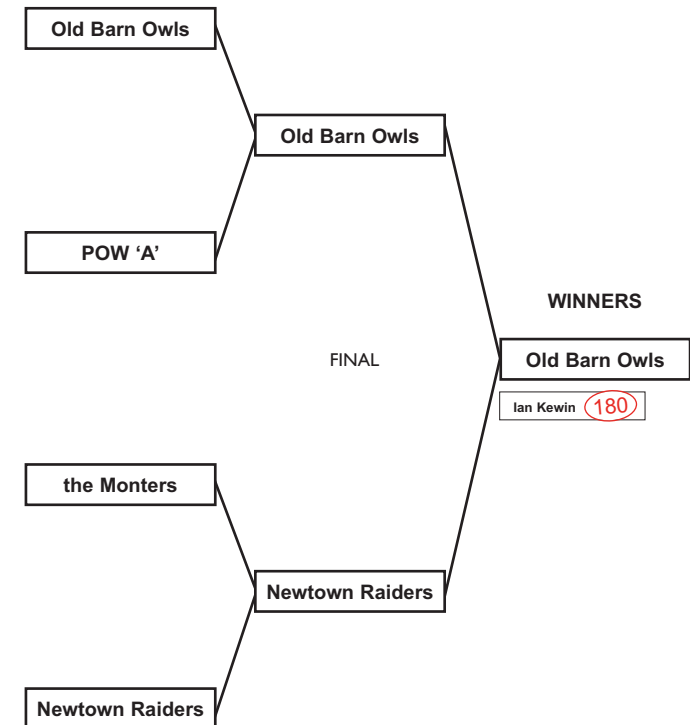 Old Barn Owls
Old Barn Owls
POW ‘A’
WINNERS
FINAL
Old Barn Owls
Ian Kewin 180
the Monters
Newtown Raiders
Newtown Raiders